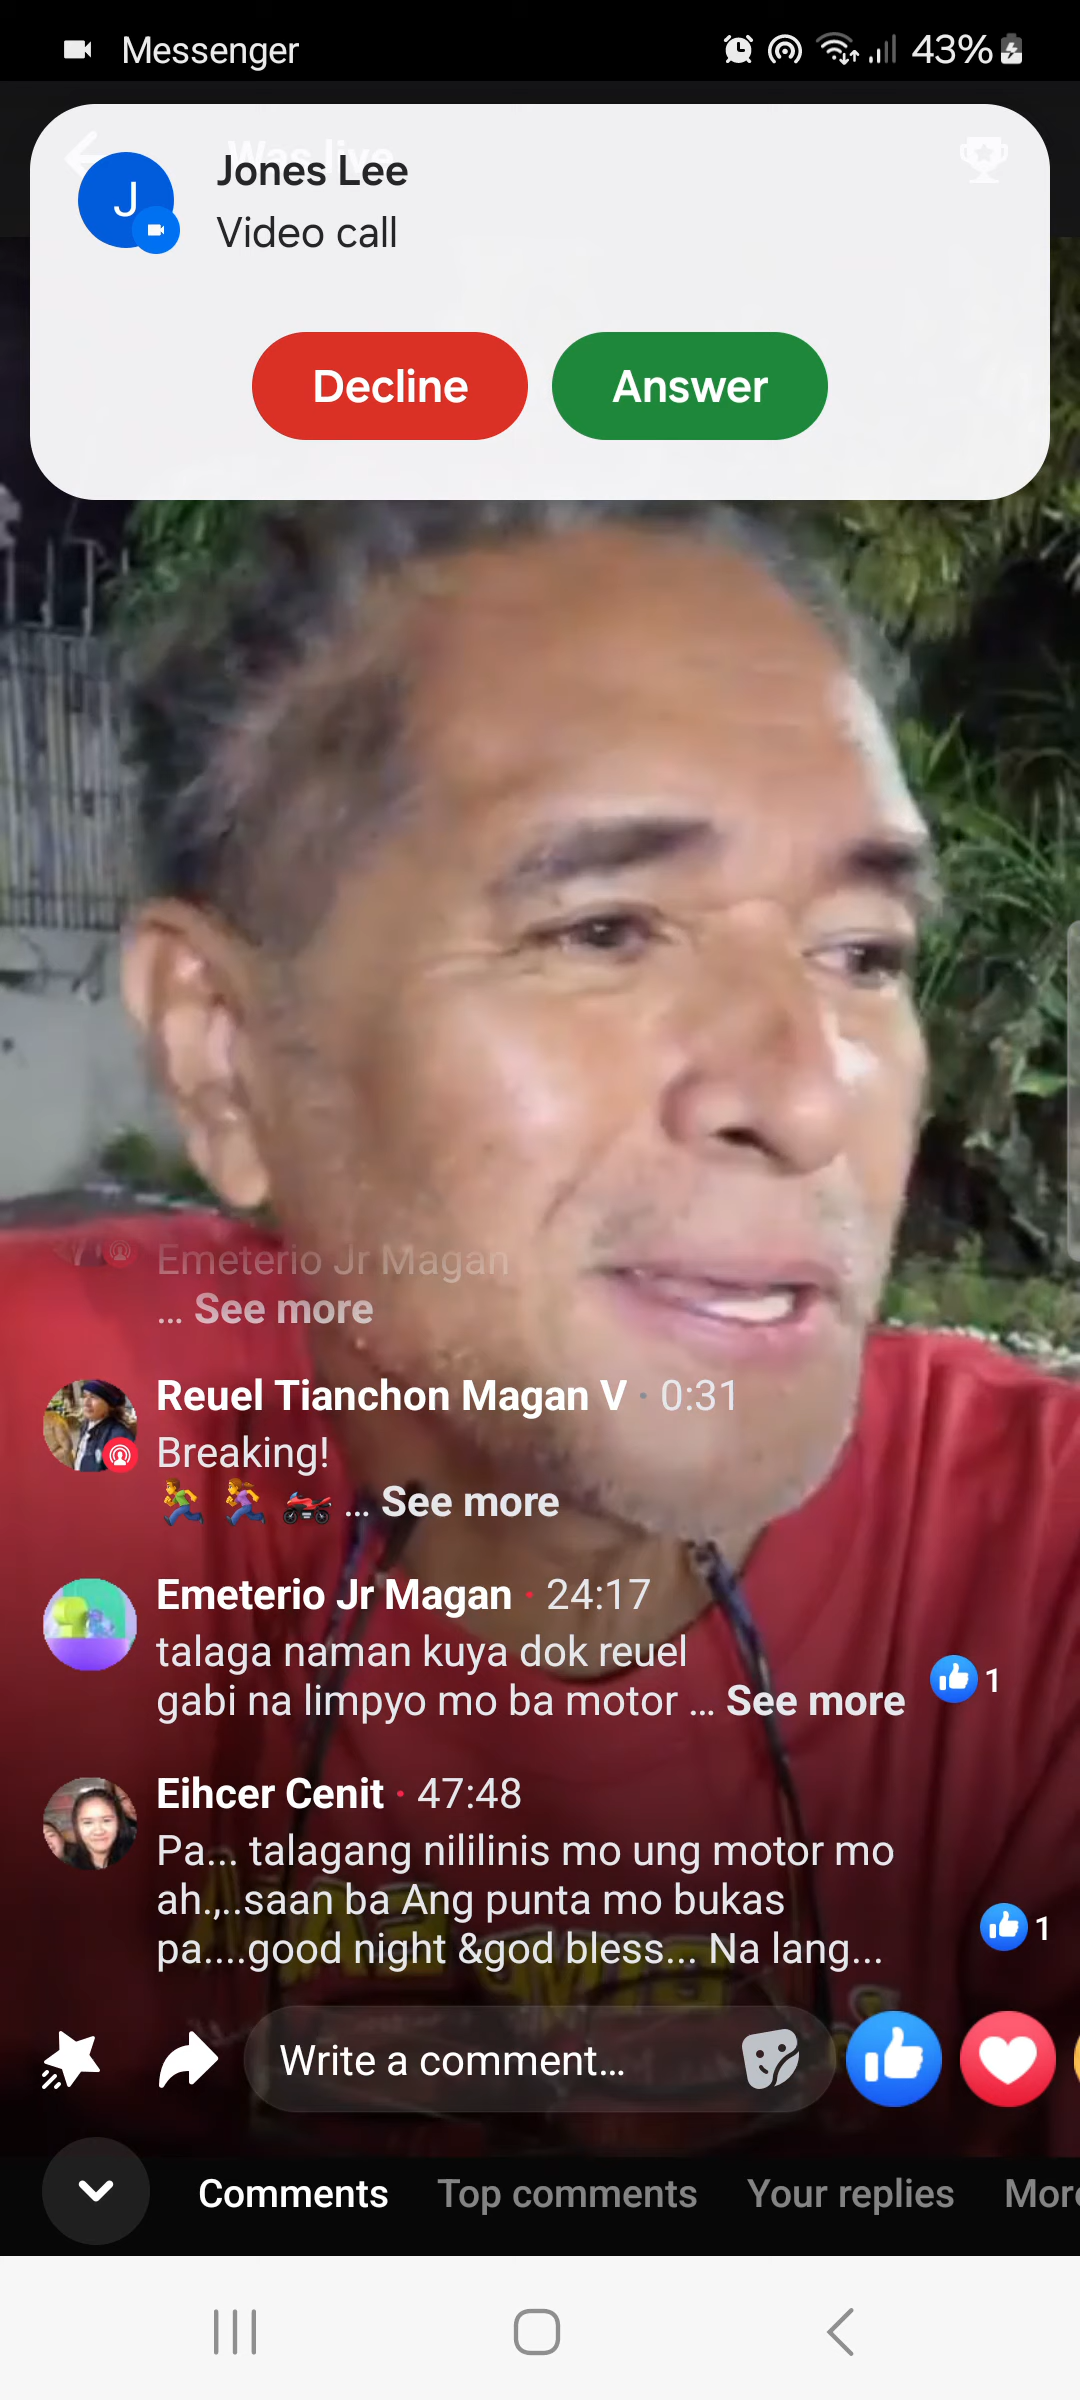 Messenger
43%
Was live
J
Jones Lee
Video call
Decline
Answer
Emeterio Jr Magan
... See more
Reuel Tianchon Magan V · 0:31
Breaking!
🏃‍♂️ 🏃‍♀️ 🏍️ ... See more
Emeterio Jr Magan · 24:17
talaga naman kuya dok reuel
gabi na limpyo mo ba motor ... See more
1
Eihcer Cenit · 47:48
Pa... talagang nililinis mo ung motor mo
ah.,..saan ba Ang punta mo bukas
pa....good night &god bless... Na lang...
1
Write a comment...
Comments
Top comments
Your replies
More